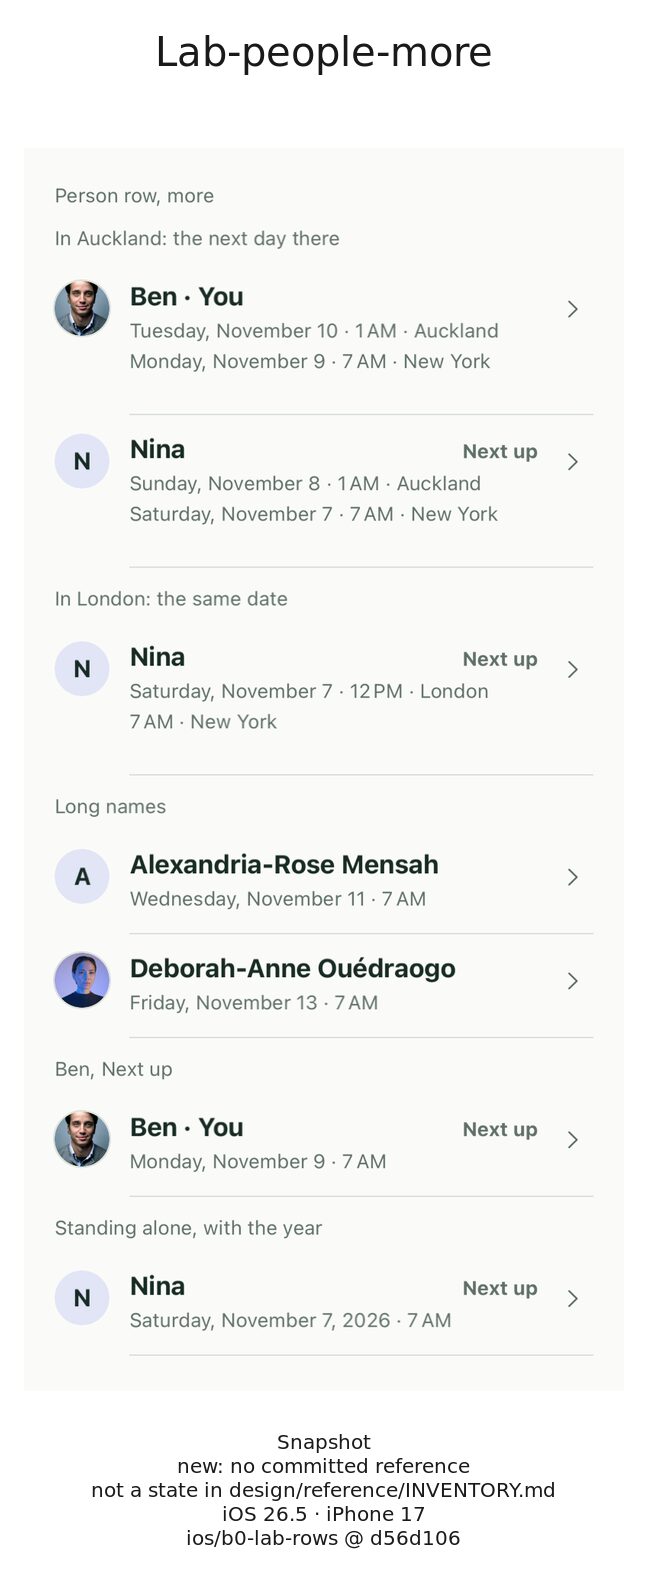 Lab-people-more
Person row, more
In Auckland: the next day there
Ben · You
Tuesday, November 10 · 1 AM · Auckland
Monday, November 9 · 7 AM · New York
N
Nina
Next up
Sunday, November 8 · 1 AM · Auckland
Saturday, November 7 · 7 AM · New York
In London: the same date
N
Nina
Next up
Saturday, November 7 · 12 PM · London
7 AM · New York
Long names
A
Alexandria-Rose Mensah
Wednesday, November 11 · 7 AM
Deborah-Anne Ouédraogo
Friday, November 13 · 7 AM
Ben, Next up
Ben · You
Next up
Monday, November 9 · 7 AM
Standing alone, with the year
N
Nina
Next up
Saturday, November 7, 2026 · 7 AM
Snapshot
new: no committed reference
not a state in design/reference/INVENTORY.md
iOS 26.5 · iPhone 17
ios/b0-lab-rows @ d56d106